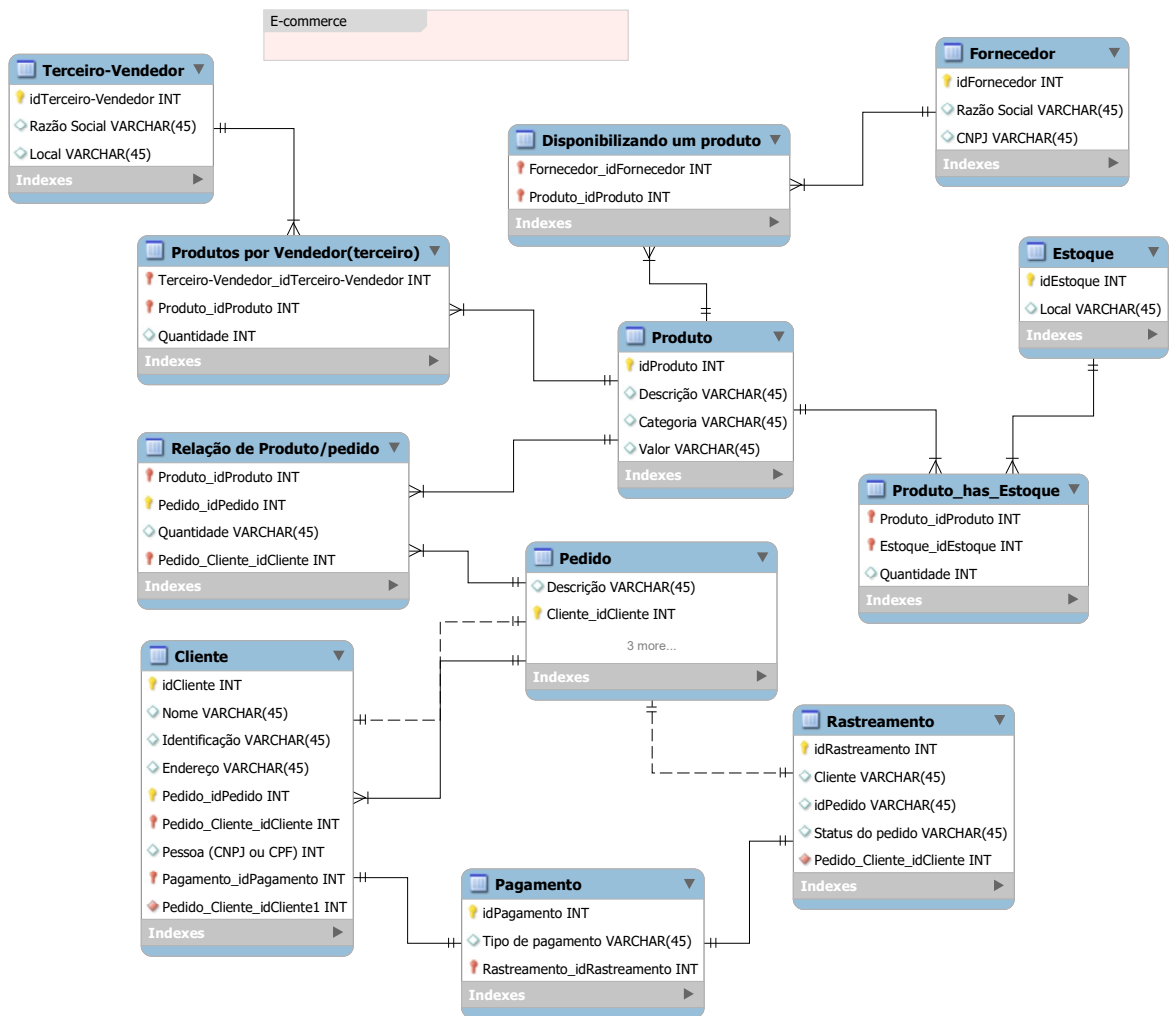 E-commerce
Terceiro-Vendedor
idTerceiro-Vendedor INT
Razão Social VARCHAR(45)
Local VARCHAR(45)
Indexes
Fornecedor
idFornecedor INT
Razão Social VARCHAR(45)
CNPJ VARCHAR(45)
Indexes
Disponibilizando um produto
Fornecedor_idFornecedor INT
Produto_idProduto INT
Indexes
Produtos por Vendedor(terceiro)
Terceiro-Vendedor_idTerceiro-Vendedor INT
Produto_idProduto INT
Quantidade INT
Indexes
Estoque
idEstoque INT
Local VARCHAR(45)
Indexes
Produto
idProduto INT
Descrição VARCHAR(45)
Categoria VARCHAR(45)
Valor VARCHAR(45)
Indexes
Relação de Produto/pedido
Produto_idProduto INT
Pedido_idPedido INT
Quantidade VARCHAR(45)
Pedido_Cliente_idCliente INT
Indexes
Produto_has_Estoque
Produto_idProduto INT
Estoque_idEstoque INT
Quantidade INT
Indexes
Pedido
Descrição VARCHAR(45)
Cliente_idCliente INT
3 more...
Indexes
Cliente
idCliente INT
Nome VARCHAR(45)
Identificação VARCHAR(45)
Endereço VARCHAR(45)
Pedido_idPedido INT
Pedido_Cliente_idCliente INT
Pessoa (CNPJ ou CPF) INT
Pagamento_idPagamento INT
Pedido_Cliente_idCliente1 INT
Indexes
Rastreamento
idRastreamento INT
Cliente VARCHAR(45)
idPedido VARCHAR(45)
Status do pedido VARCHAR(45)
Pedido_Cliente_idCliente INT
Indexes
Pagamento
idPagamento INT
Tipo de pagamento VARCHAR(45)
Rastreamento_idRastreamento INT
Indexes